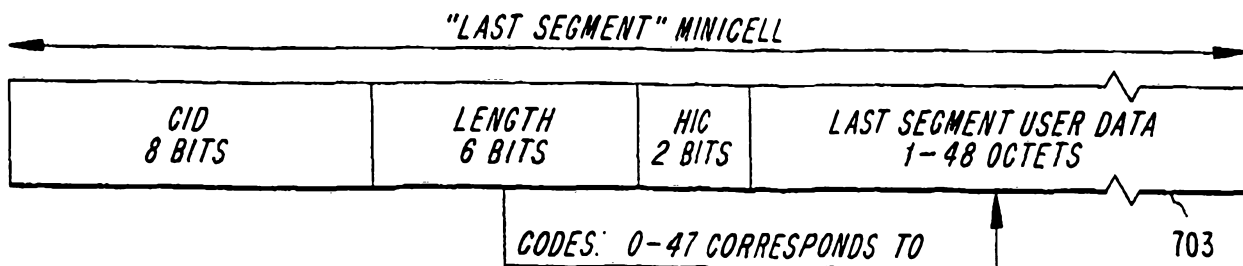 "LAST SEGMENT" MINICELL
CID
8 BITS
LENGTH
6 BITS
HIC
2 BITS
LAST SEGMENT USER DATA
1-48 OCTETS
CODES: 0-47 CORRESPONDS TO
703